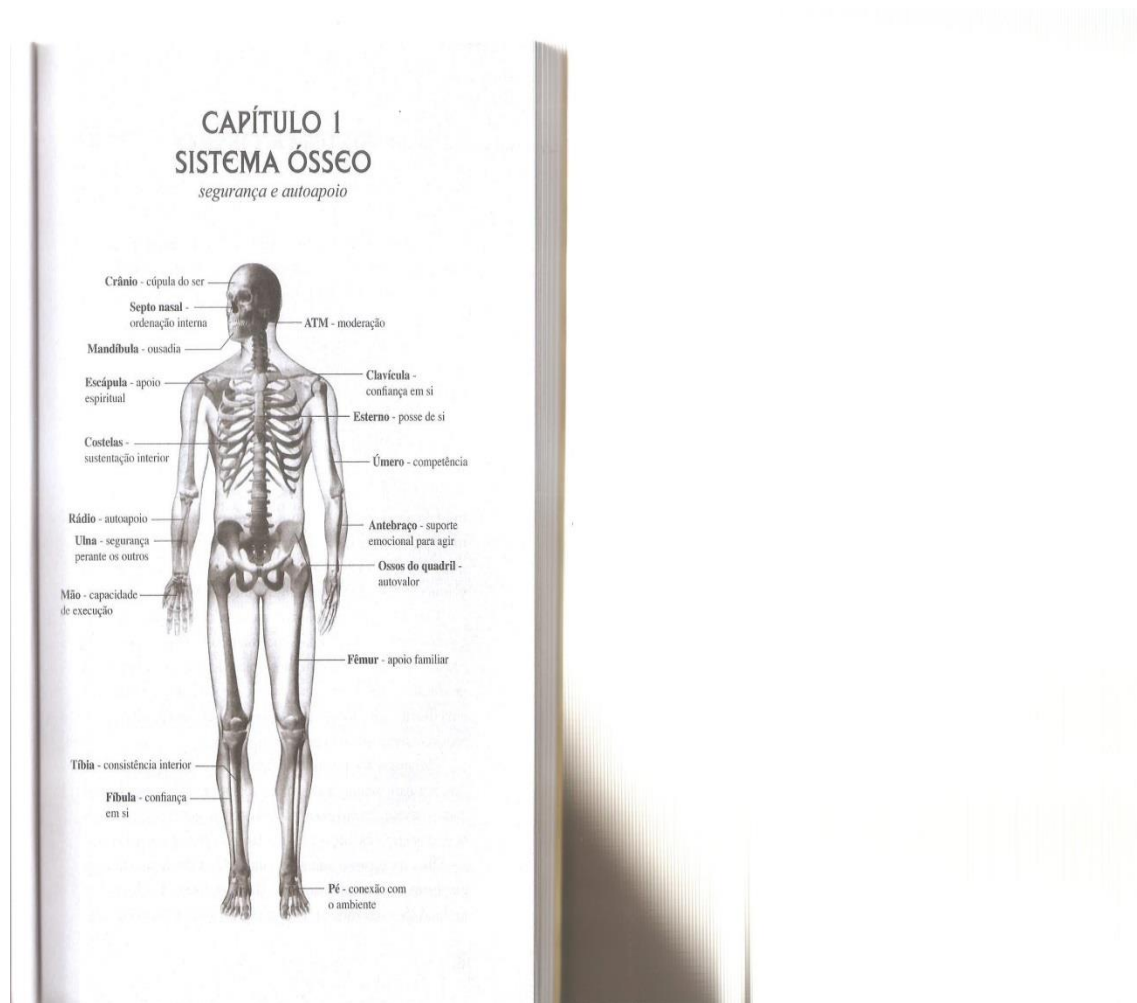 CAPÍTULO 1
SISTEMA ÓSSEO
segurança e autoapoio
Crânio - cúpula do ser
Septo nasal -
ordenação interna
ATM - moderação
Mandíbula - ousadia
Escápula - apoio
espiritual
Clavícula -
confiança em si
Esterno - posse de si
Costelas -
sustentação interior
Úmero - competência
Rádio - autoapoio
Ulna - segurança
perante os outros
Antebraço - suporte
emocional para agir
Ossos do quadril -
autovalor
Mão - capacidade
de execução
Fêmur - apoio familiar
Tíbia - consistência interior
Fíbula - confiança
em si
Pé - conexão com
o ambiente